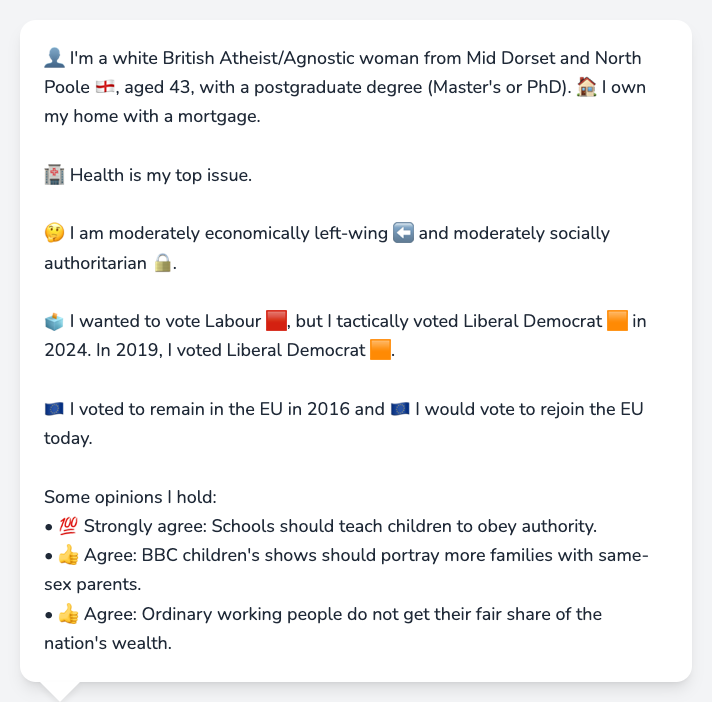 👤 I'm a white British Atheist/Agnostic woman from Mid Dorset and North
Poole 🏴󠁧󠁢󠁥󠁮󠁧󠁿, aged 43, with a postgraduate degree (Master's or PhD). 🏠 I own
my home with a mortgage.
🏥 Health is my top issue.
🤔 I am moderately economically left-wing ⬅️ and moderately socially
authoritarian 🔒.
🗳️ I wanted to vote Labour 🟥, but I tactically voted Liberal Democrat 🟧 in
2024. In 2019, I voted Liberal Democrat 🟧.
🇪🇺 I voted to remain in the EU in 2016 and 🇪🇺 I would vote to rejoin the EU
today.
Some opinions I hold:
• 💯 Strongly agree: Schools should teach children to obey authority.
• 👍 Agree: BBC children's shows should portray more families with same-
sex parents.
• 👍 Agree: Ordinary working people do not get their fair share of the
nation's wealth.